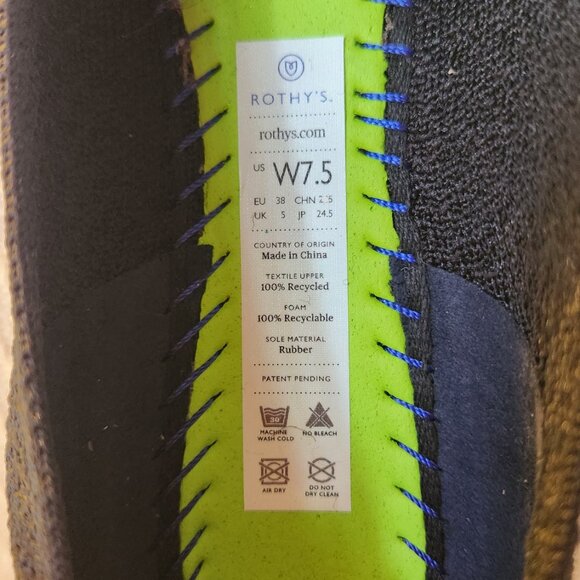 ROTHY'S™
rothys.com
US W7.5
EU 38 CHN
UK 5 JP 24.5
COUNTRY OF ORIGIN
Made in China
TEXTILE UPPER
100% Recycled
FOAM
100% Recyclable
SOLE MATERIAL
Rubber
PATENT PENDING
30°
MACHINE WASH COLD
NO BLEACH
AIR DRY
DO NOT DRY CLEAN